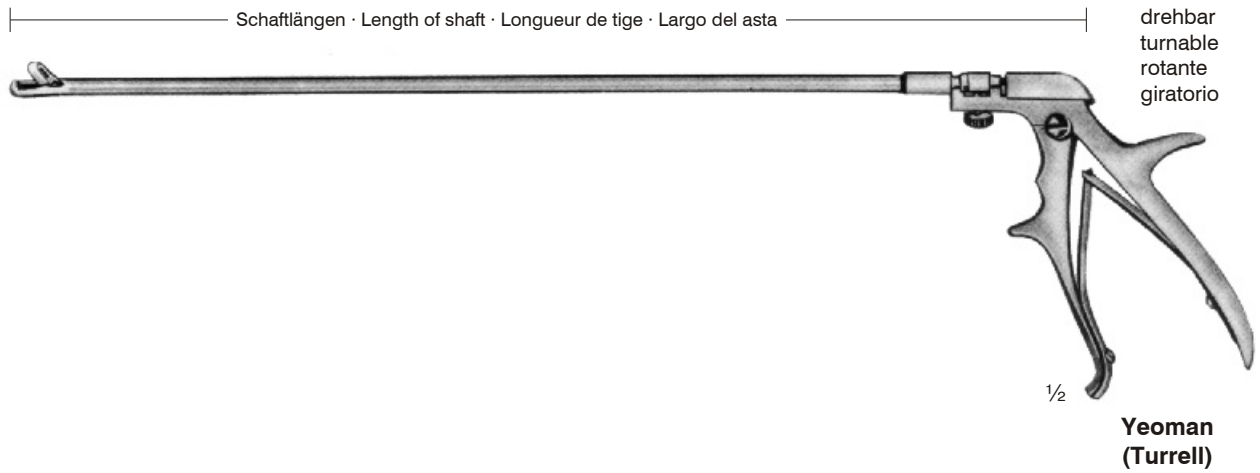 Schaftlängen · Length of shaft · Longueur de tige · Largo del asta
drehbar
turnable
rotante
giratorio
½
Yeoman
(Turrell)